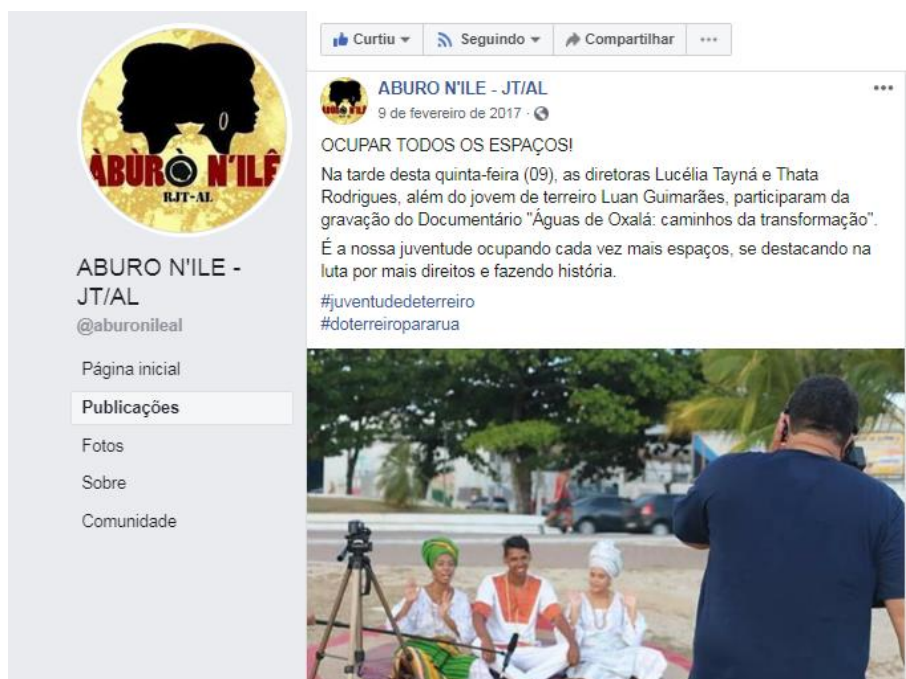 ÀBÙRÒ N'ILÊ
RJT-AL
ABURO N'ILE -
JT/AL
@aburonileal
Página inicial
Publicações
Fotos
Sobre
Comunidade
Curtiu
Seguindo
Compartilhar
ABURO N'ILE - JT/AL
9 de fevereiro de 2017 ·
OCUPAR TODOS OS ESPAÇOS!
Na tarde desta quinta-feira (09), as diretoras Lucélia Tayná e Thata
Rodrigues, além do jovem de terreiro Luan Guimarães, participaram da
gravação do Documentário "Águas de Oxalá: caminhos da transformação".
É a nossa juventude ocupando cada vez mais espaços, se destacando na
luta por mais direitos e fazendo história.
#juventudedeterreiro
#doterreiropararua